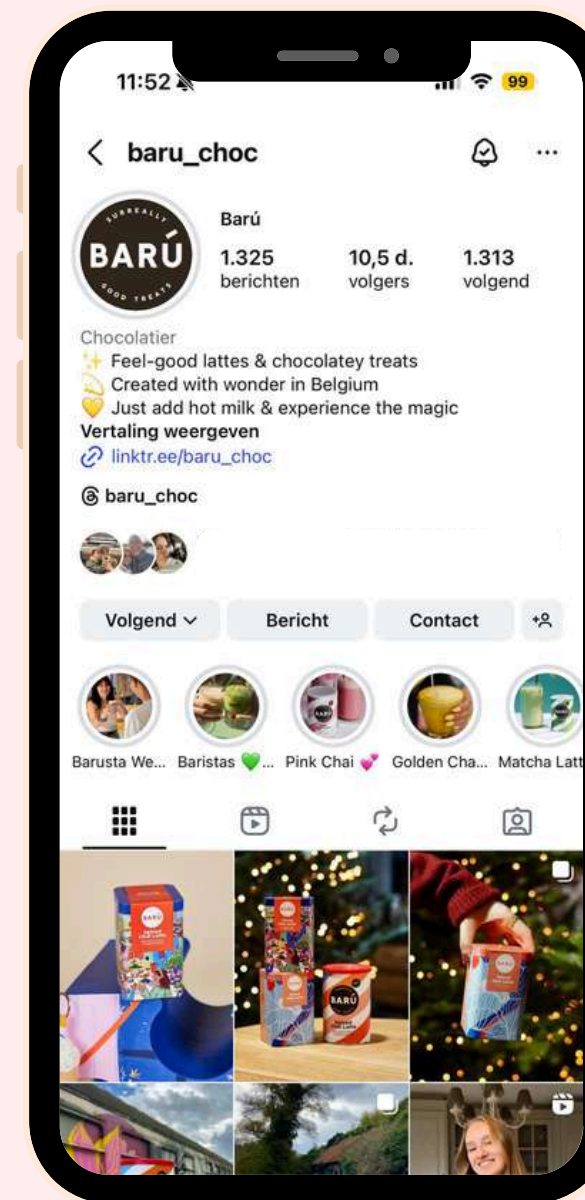 11:52
99
baru_choc
SURREALLY
BARÚ
GOOD TREATS
Barú
1.325 10,5 d. 1.313
berichten volgers volgend
Chocolatier
✨ Feel-good lattes & chocolatey treats
💫 Created with wonder in Belgium
💛 Just add hot milk & experience the magic
Vertaling weergeven
linktr.ee/baru_choc
baru_choc
Volgend Bericht Contact
Barusta We... Baristas 💚... Pink Chai 💕 Golden Cha... Matcha Latt
BARÚ
BARÚ
BARÚ